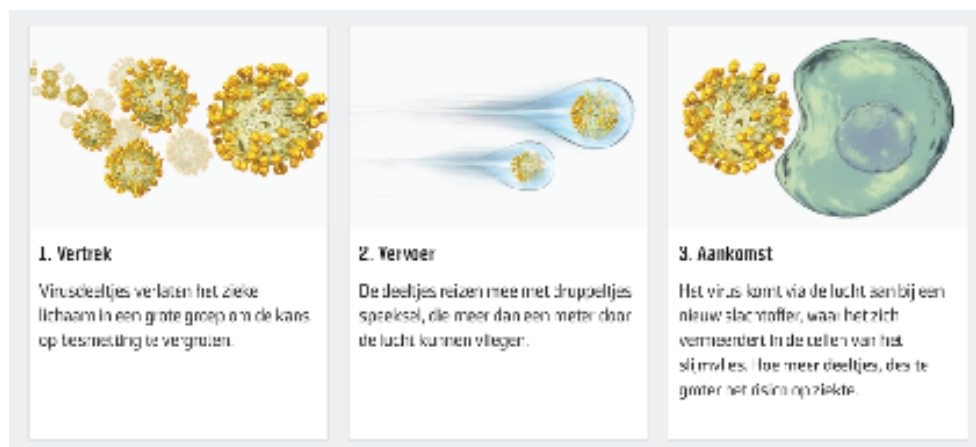 1. Vertrek
Virusdeeltjes verlaten het zieke
lichaam in een grote groep om de kans
op besmetting te vergroten.
2. Vervoer
De deeltjes reizen mee met druppeltjes
speeksel, die meer dan een meter door
de lucht kunnen vliegen.
3. Aankomst
Het virus komt via de lucht aan bij een
nieuw slachtoffer, waar het zich
vermeerdert in de cellen van het
slijmvlies. Hoe meer deeltjes, des te
groter het risico op ziekte.